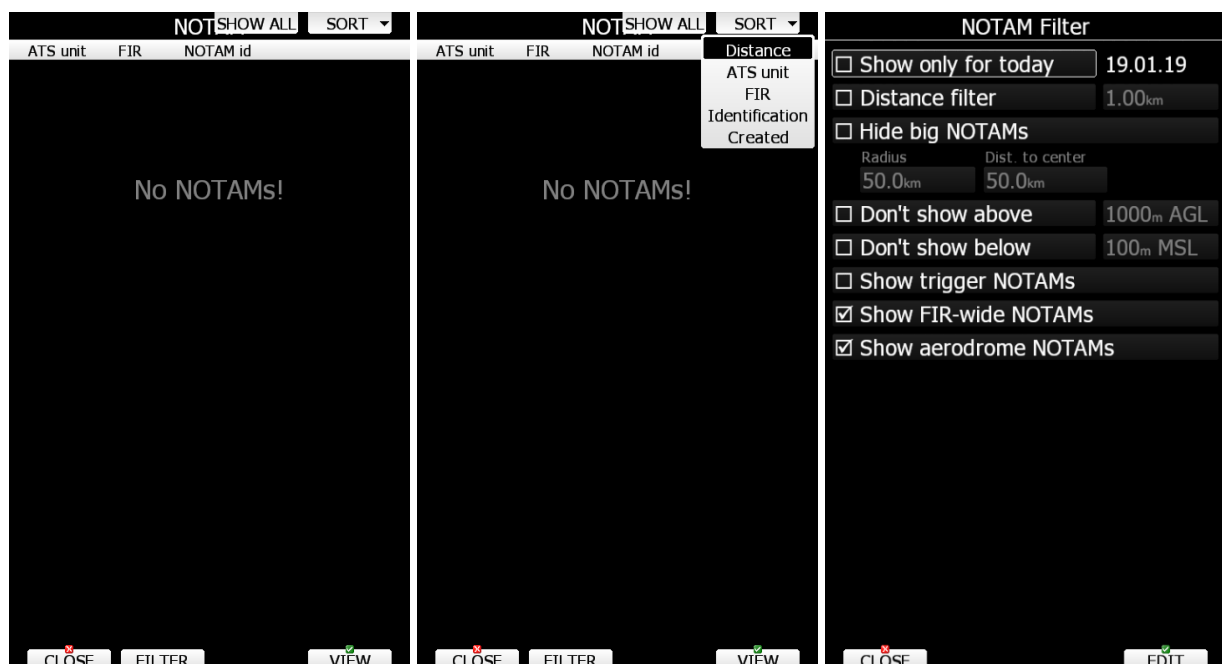 NOT SHOW ALL SORT
ATS unit FIR NOTAM id
No NOTAMs!
CLOSE FILTER VIEW
NOT SHOW ALL SORT
ATS unit FIR NOTAM id
Distance
ATS unit
FIR
Identification
Created
No NOTAMs!
CLOSE FILTER VIEW
NOTAM Filter
Show only for today 19.01.19
Distance filter 1.00km
Hide big NOTAMs
Radius Dist. to center
50.0km 50.0km
Don't show above 1000m AGL
Don't show below 100m MSL
Show trigger NOTAMs
Show FIR-wide NOTAMs
Show aerodrome NOTAMs
CLOSE EDIT